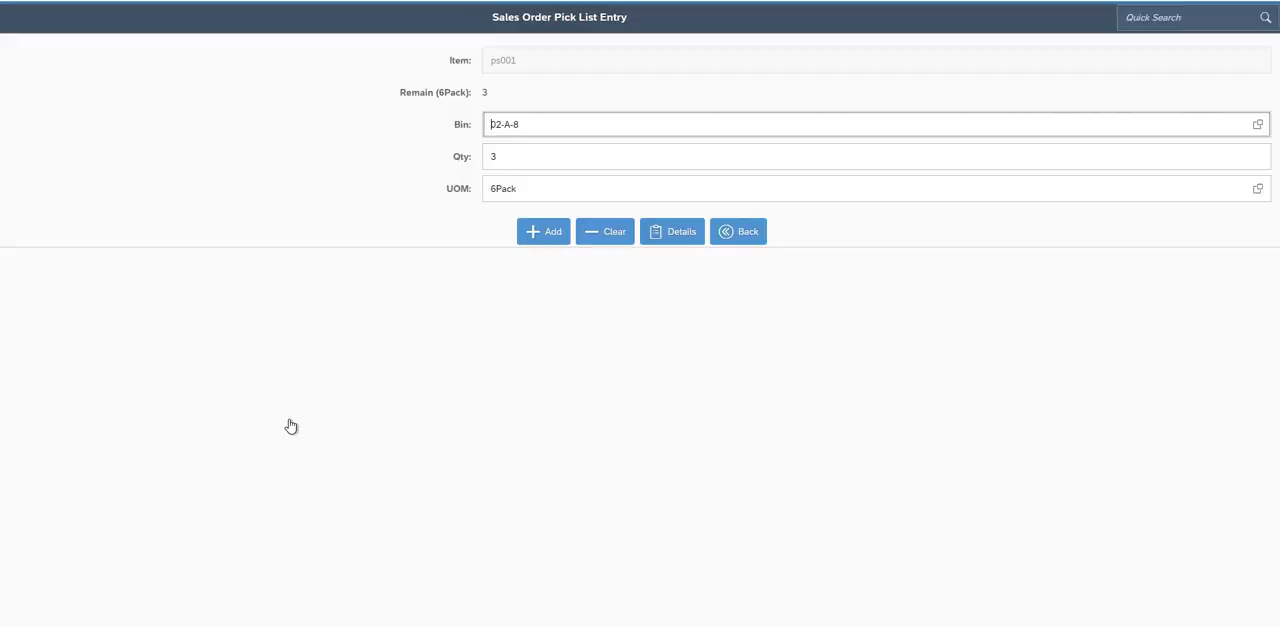 Sales Order Pick List Entry
Quick Search
Item: ps001
Remain (6Pack): 3
Bin: 02-A-8
Qty: 3
UOM: 6Pack
Add Clear Details Back